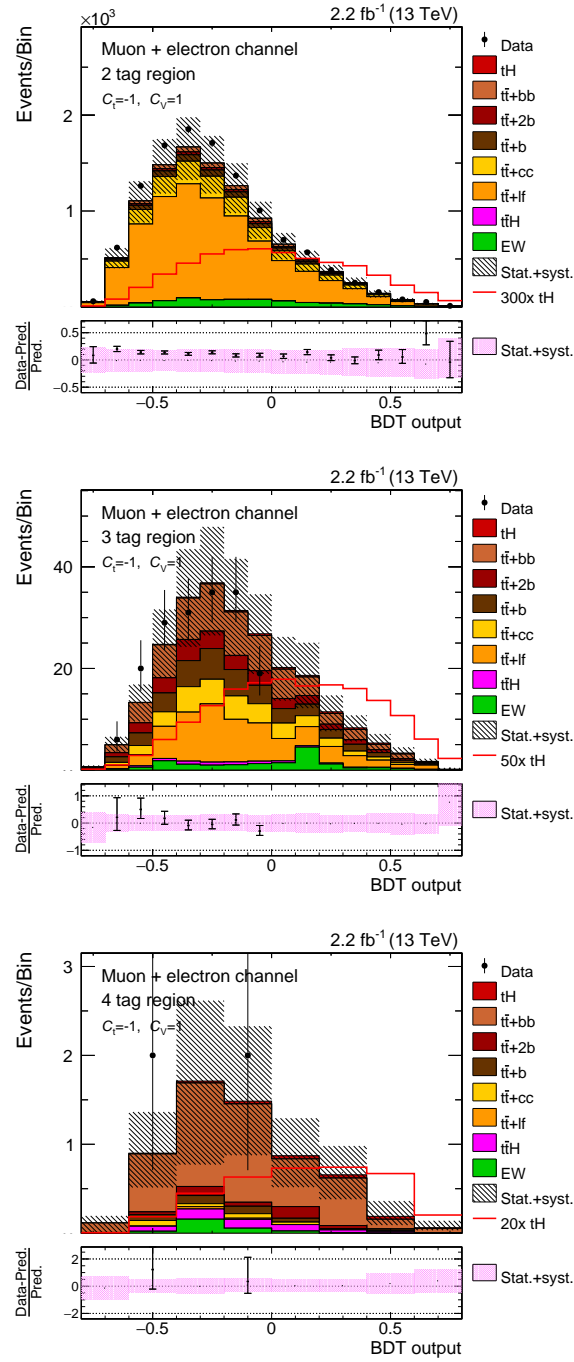 ×10³ 2.2 fb⁻¹ (13 TeV)
Events/Bin
Muon + electron channel
2 tag region
Cₜ=-1, Cᵥ=1
2
1
Data
tH
tt̄+bb
tt̄+2b
tt̄+b
tt̄+cc
tt̄+lf
tt̄H
EW
Stat.+syst.
300x tH
Data-Pred.
Pred.
0.5
0
−0.5
Stat.+syst.
−0.5 0 0.5
BDT output
2.2 fb⁻¹ (13 TeV)
Events/Bin
Muon + electron channel
3 tag region
Cₜ=-1, Cᵥ=1
40
20
Data
tH
tt̄+bb
tt̄+2b
tt̄+b
tt̄+cc
tt̄+lf
tt̄H
EW
Stat.+syst.
50x tH
Data-Pred.
Pred.
1
0
−1
Stat.+syst.
−0.5 0 0.5
BDT output
2.2 fb⁻¹ (13 TeV)
Events/Bin
Muon + electron channel
4 tag region
Cₜ=-1, Cᵥ=1
3
2
1
0
Data
tH
tt̄+bb
tt̄+2b
tt̄+b
tt̄+cc
tt̄+lf
tt̄H
EW
Stat.+syst.
20x tH
Data-Pred.
Pred.
2
0
−2
Stat.+syst.
−0.5 0 0.5
BDT output